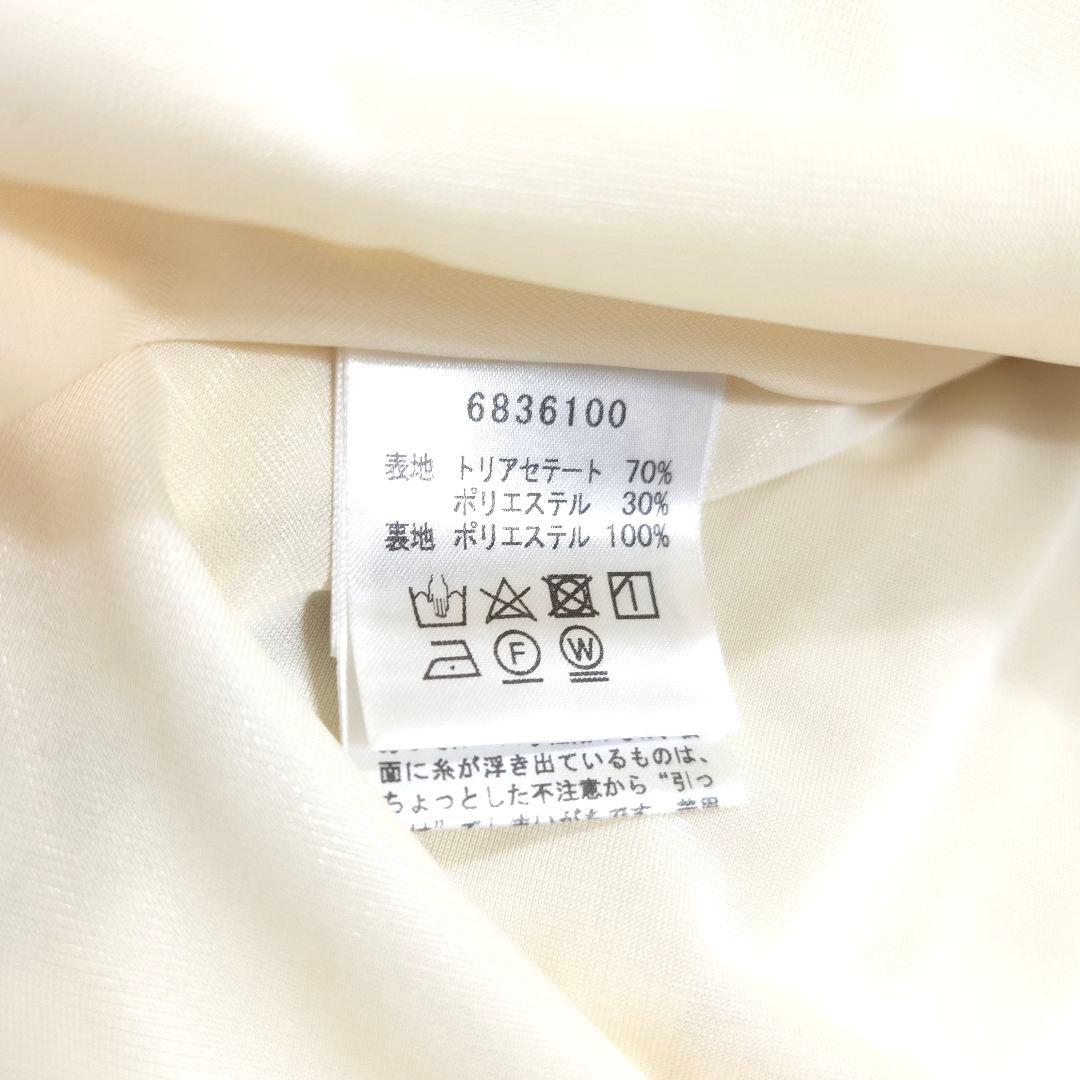 6836100
表地 トリアセテート 70%
ポリエステル 30%
裏地 ポリエステル 100%
F W
面に糸が浮き出ているものは、
ちょっとした不注意から“引っ